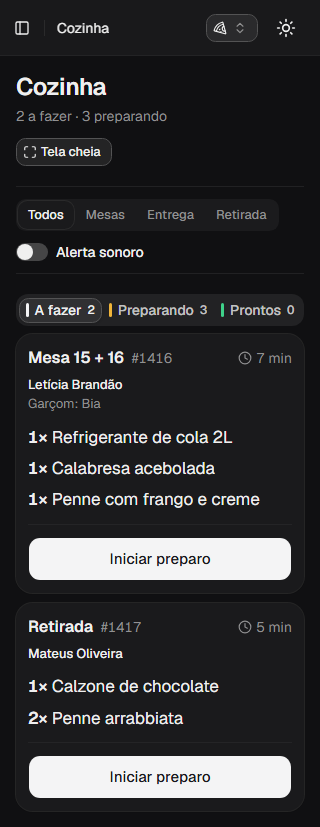 Cozinha
Cozinha
2 a fazer · 3 preparando
Tela cheia
Todos Mesas Entrega Retirada
Alerta sonoro
A fazer 2 Preparando 3 Prontos 0
Mesa 15 + 16 #1416 7 min
Letícia Brandão
Garçom: Bia
1× Refrigerante de cola 2L
1× Calabresa acebolada
1× Penne com frango e creme
Iniciar preparo
Retirada #1417 5 min
Mateus Oliveira
1× Calzone de chocolate
2× Penne arrabbiata
Iniciar preparo